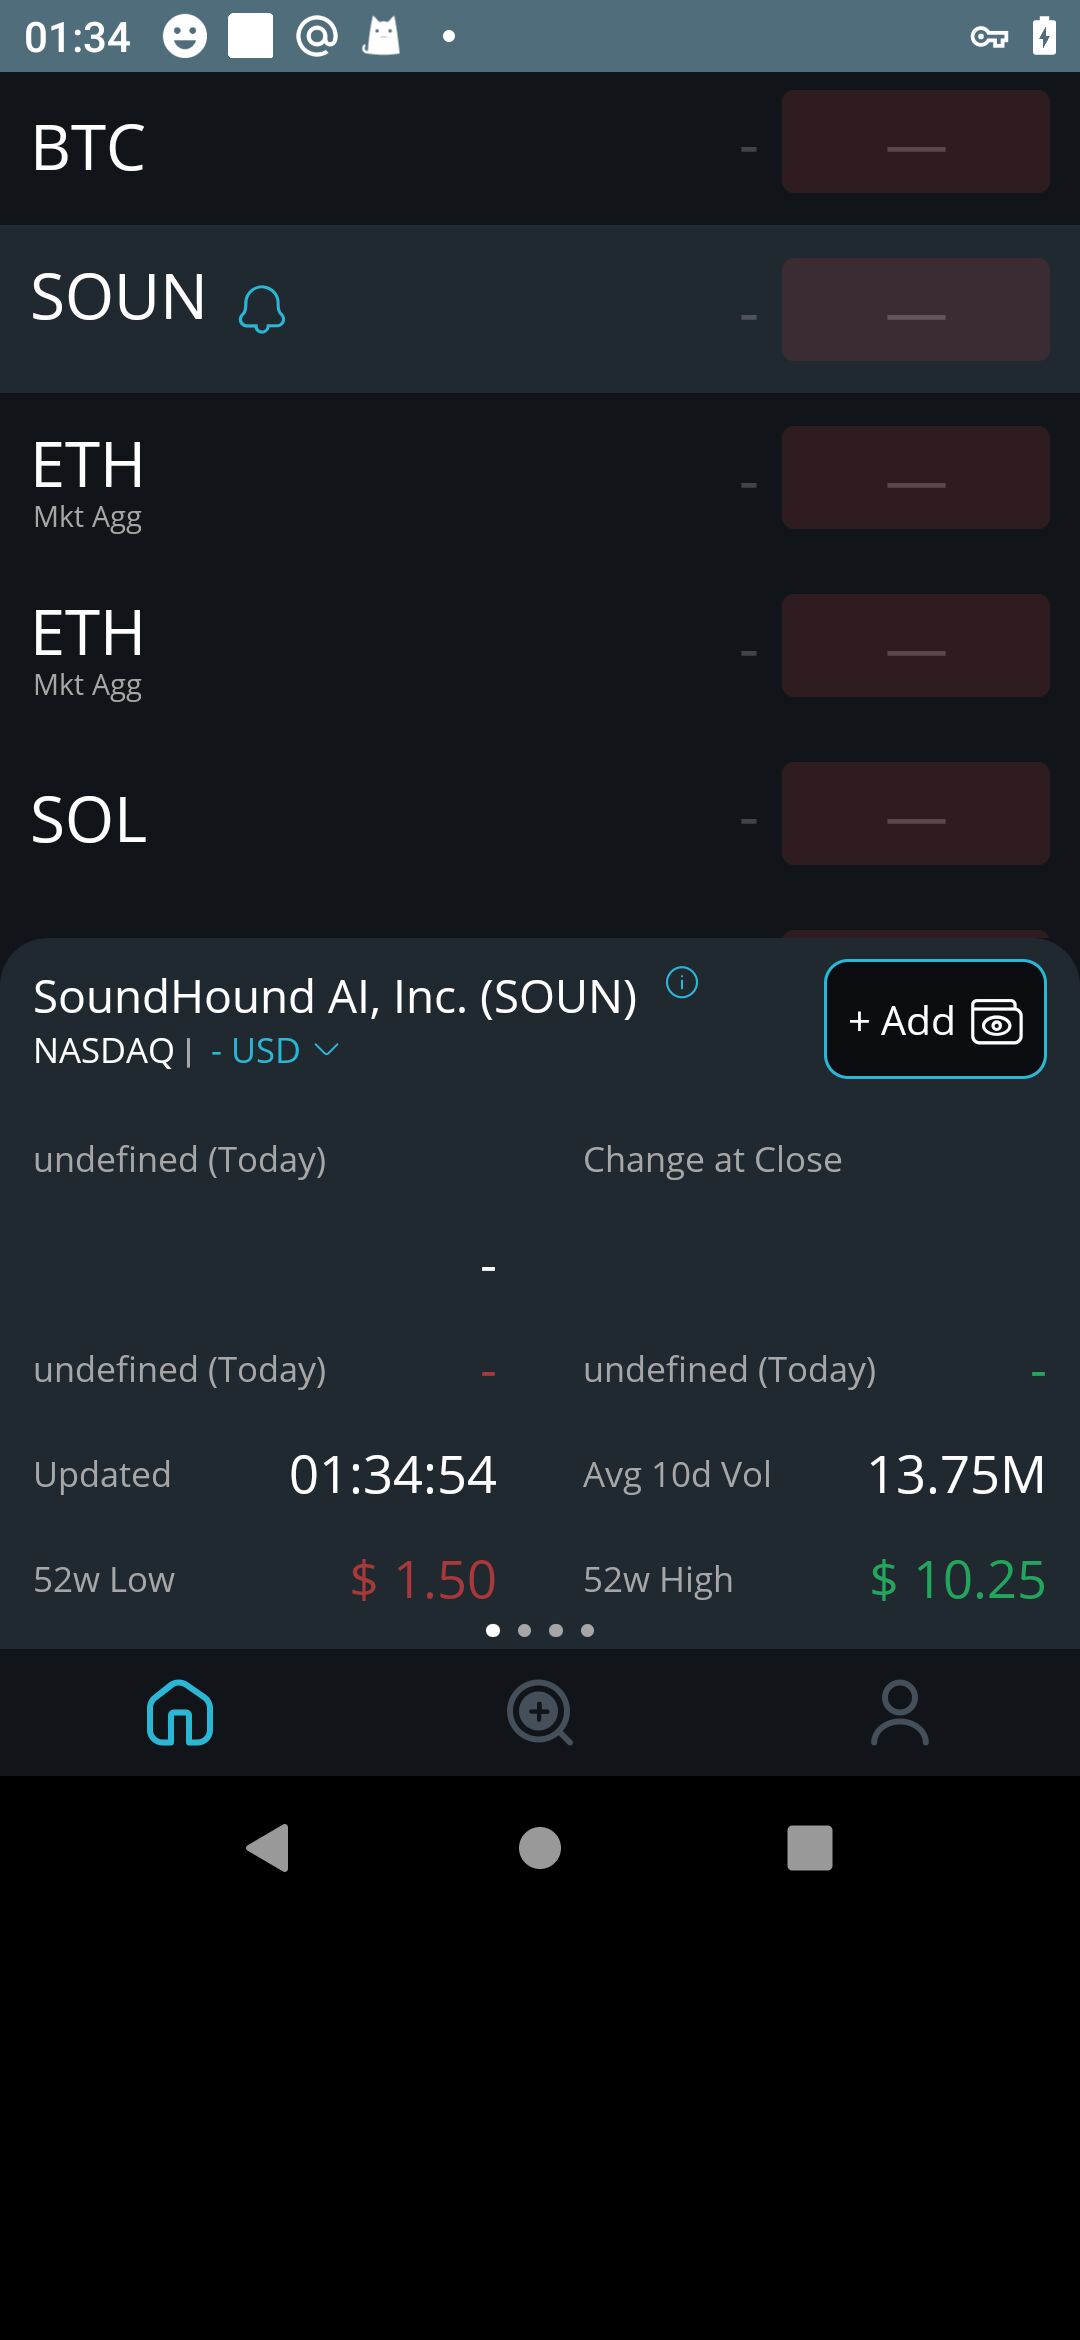 01:34
BTC - —
SOUN - —
ETH - —
Mkt Agg
ETH - —
Mkt Agg
SOL - —
SoundHound AI, Inc. (SOUN)
+ Add
NASDAQ | - USD
undefined (Today) Change at Close
-
undefined (Today) - undefined (Today) -
Updated 01:34:54 Avg 10d Vol 13.75M
52w Low $ 1.50 52w High $ 10.25